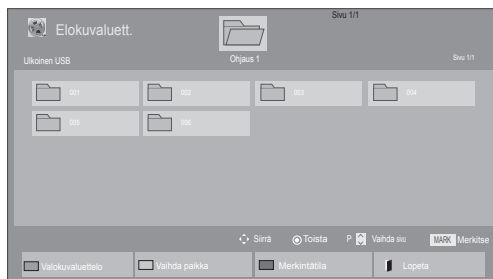 Sivu 1/1
Elokuvaluett.
Ulkoinen USB
Ohjaus 1
Sivu 1/1
001 002 003 004
005 006
Siirrä Toista P Vaihda sivu MARK Merkitse
Valokuvaluettelo Vaihda paikka Merkintätila Lopeta